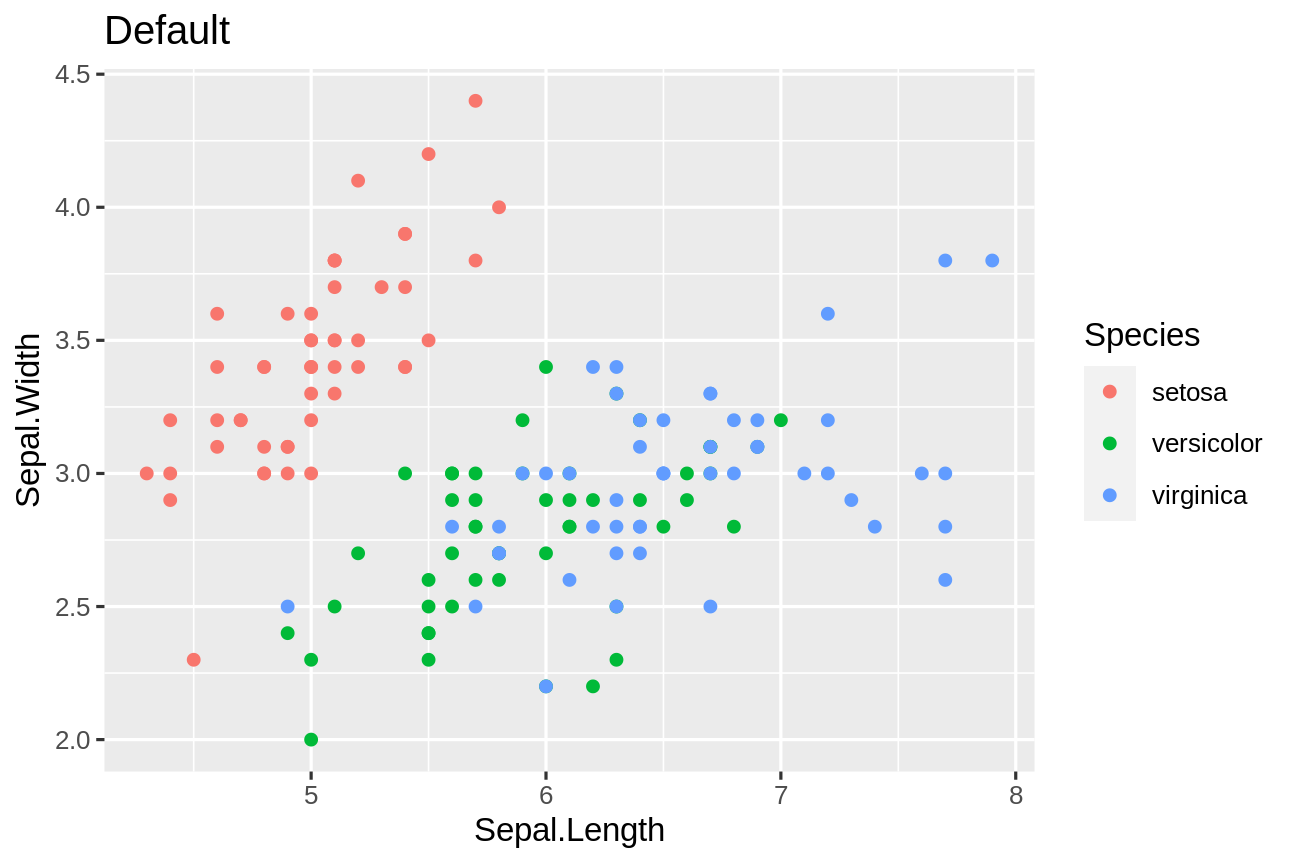 Default
4.5
4.0
3.5
3.0
2.5
2.0
Sepal.Width
5 6 7 8
Sepal.Length
Species
setosa
versicolor
virginica